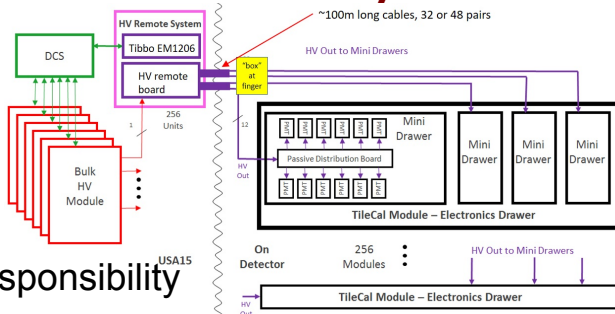 ~100m long cables, 32 or 48 pairs
HV Remote System
DCS
Tibbo EM1206
HV remote
board
"box"
at
finger
HV Out to Mini Drawers
256
Units
1
12
Bulk
HV
Module
HV
Out
PMT PMT PMT PMT PMT PMT
Mini
Drawer
Passive Distribution Board
PMT PMT PMT PMT PMT PMT
Mini
Drawer
Mini
Drawer
Mini
Drawer
TileCal Module – Electronics Drawer
USA15
On
Detector
256
Modules
HV Out to Mini Drawers
sponsibility
HV
Out
TileCal Module – Electronics Drawer